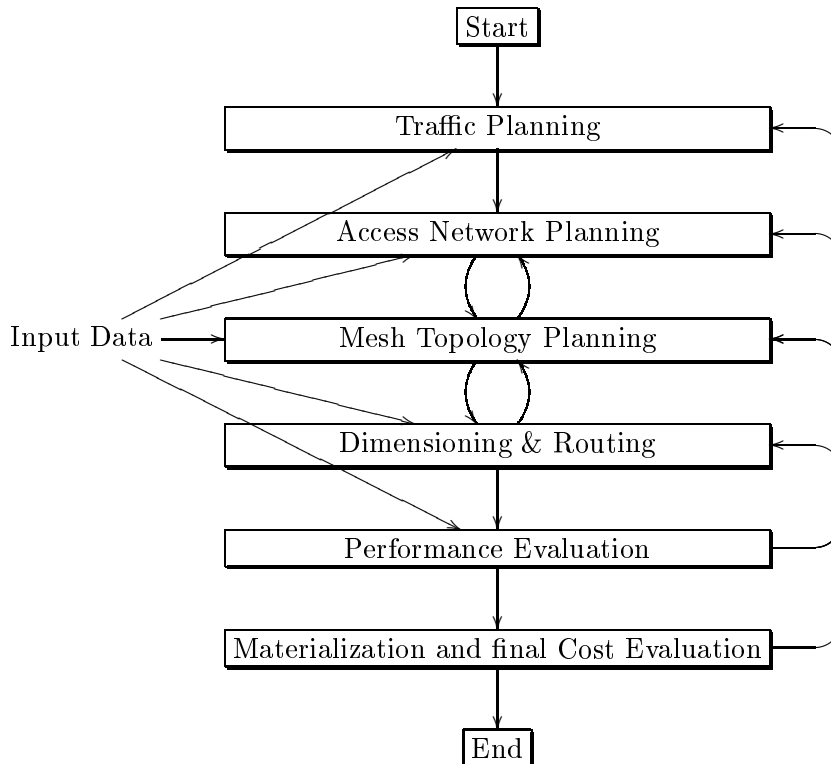 Start
Traffic Planning
Access Network Planning
Input Data
Mesh Topology Planning
Dimensioning & Routing
Performance Evaluation
Materialization and final Cost Evaluation
End